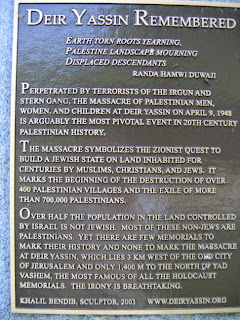 DEIR YASSIN REMEMBERED
EARTH TORN ROOTS YEARNING,
PALESTINE LANDSCAPE MOURNING
DISPLACED DESCENDANTS
RANDA HAMWI DUWAJI
PERPETRATED BY TERRORISTS OF THE IRGUN AND
STERN GANG, THE MASSACRE OF PALESTINIAN MEN,
WOMEN, AND CHILDREN AT DEIR YASSIN ON APRIL 9, 1948
IS ARGUABLY THE MOST PIVOTAL EVENT IN 20TH CENTURY
PALESTINIAN HISTORY.
THE MASSACRE SYMBOLIZES THE ZIONIST QUEST TO
BUILD A JEWISH STATE ON LAND INHABITED FOR
CENTURIES BY MUSLIMS, CHRISTIANS, AND JEWS. IT
MARKS THE BEGINNING OF THE DESTRUCTION OF OVER
400 PALESTINIAN VILLAGES AND THE EXILE OF MORE
THAN 700,000 PALESTINIANS.
OVER HALF THE POPULATION IN THE LAND CONTROLLED
BY ISRAEL IS NOT JEWISH. MOST OF THESE NON-JEWS ARE
PALESTINIANS. YET THERE ARE FEW MEMORIALS TO
MARK THEIR HISTORY AND NONE TO MARK THE MASSACRE
AT DEIR YASSIN, WHICH LIES 3 KM WEST OF THE OLD CITY
OF JERUSALEM AND ONLY 1,400 M TO THE NORTH OF YAD
VASHEM, THE MOST FAMOUS OF ALL THE HOLOCAUST
MEMORIALS. THE IRONY IS BREATHTAKING.
KHALIL BENDIB, SCULPTOR, 2003 WWW.DEIRYASSIN.ORG